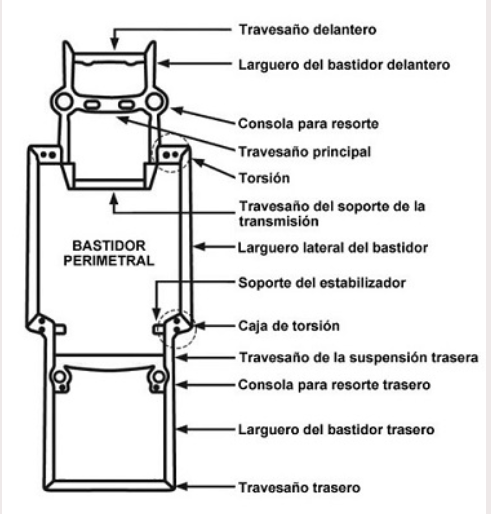 Travesaño delantero
Larguero del bastidor delantero
Consola para resorte
Travesaño principal
Torsión
Travesaño del soporte de la
transmisión
BASTIDOR
PERIMETRAL
Larguero lateral del bastidor
Soporte del estabilizador
Caja de torsión
Travesaño de la suspensión trasera
Consola para resorte trasero
Larguero del bastidor trasero
Travesaño trasero